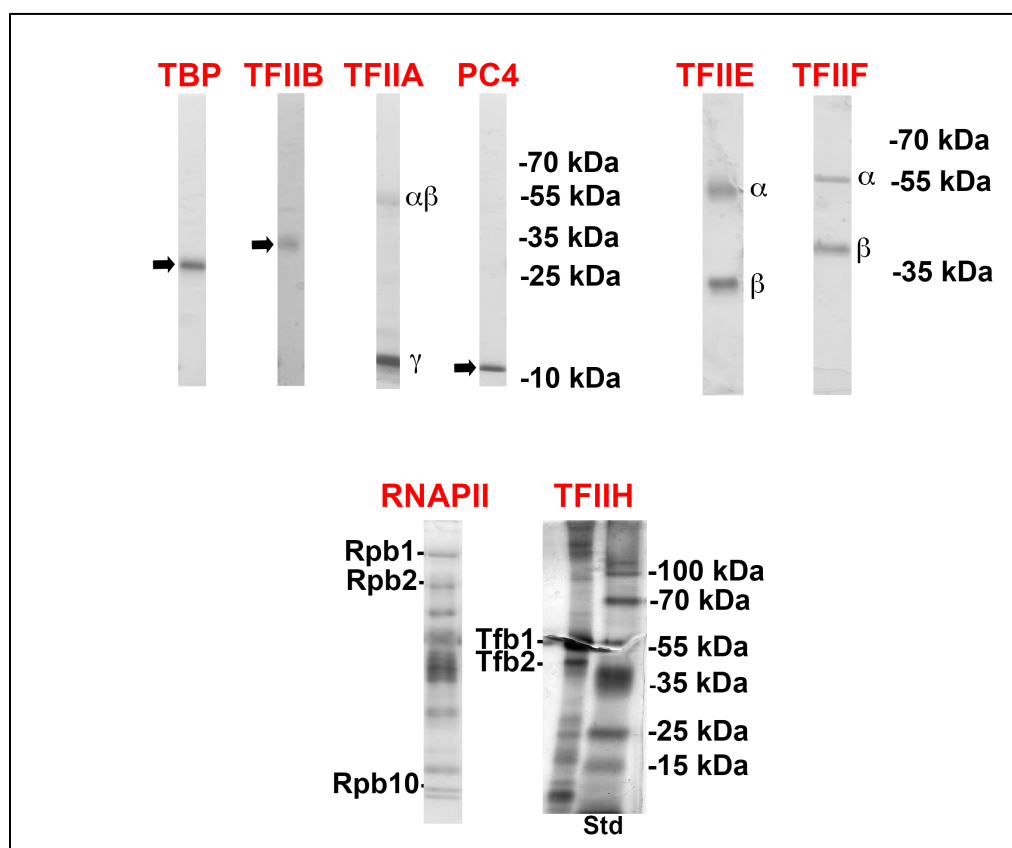 TBP TFIIB TFIIA PC4 TFIIE TFIIF
-70 kDa
αβ -55 kDa
-35 kDa
-25 kDa
γ
-10 kDa
-70 kDa
α α -55 kDa
β
β -35 kDa
RNAPII TFIIH
Rpb1-
Rpb2- -100 kDa
-70 kDa
Tfb1- -55 kDa
Tfb2- -35 kDa
-25 kDa
Rpb10- -15 kDa
Std